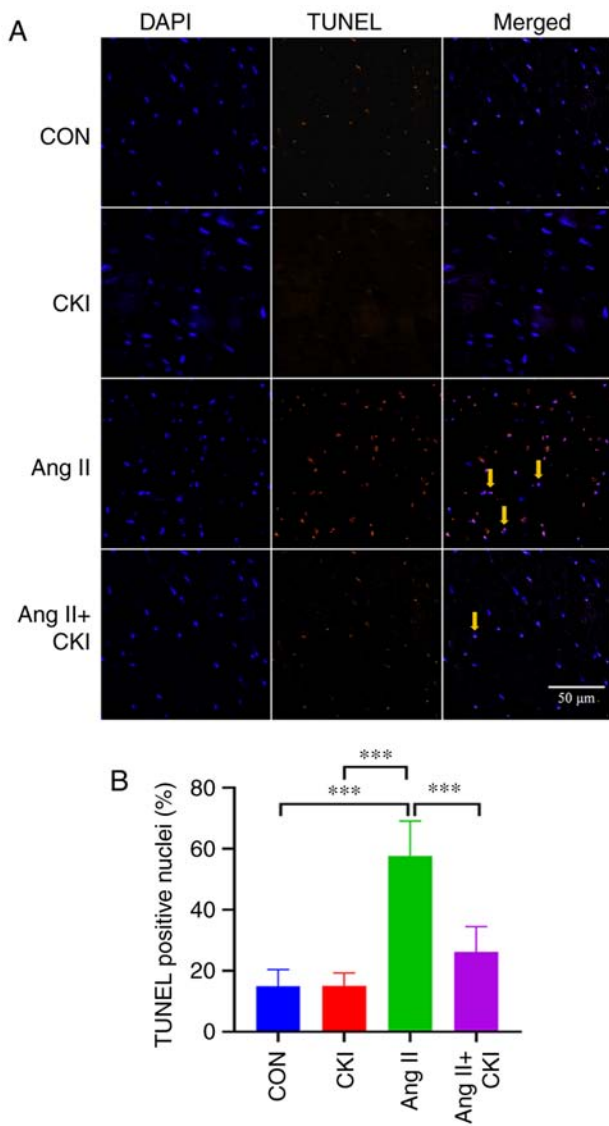 A
DAPI TUNEL Merged
CON
CKI
Ang II
Ang II+
CKI
50 μm
B
TUNEL positive nuclei (%)
80
60
40
20
0
***
***
***
CON
CKI
Ang II
Ang II+
CKI